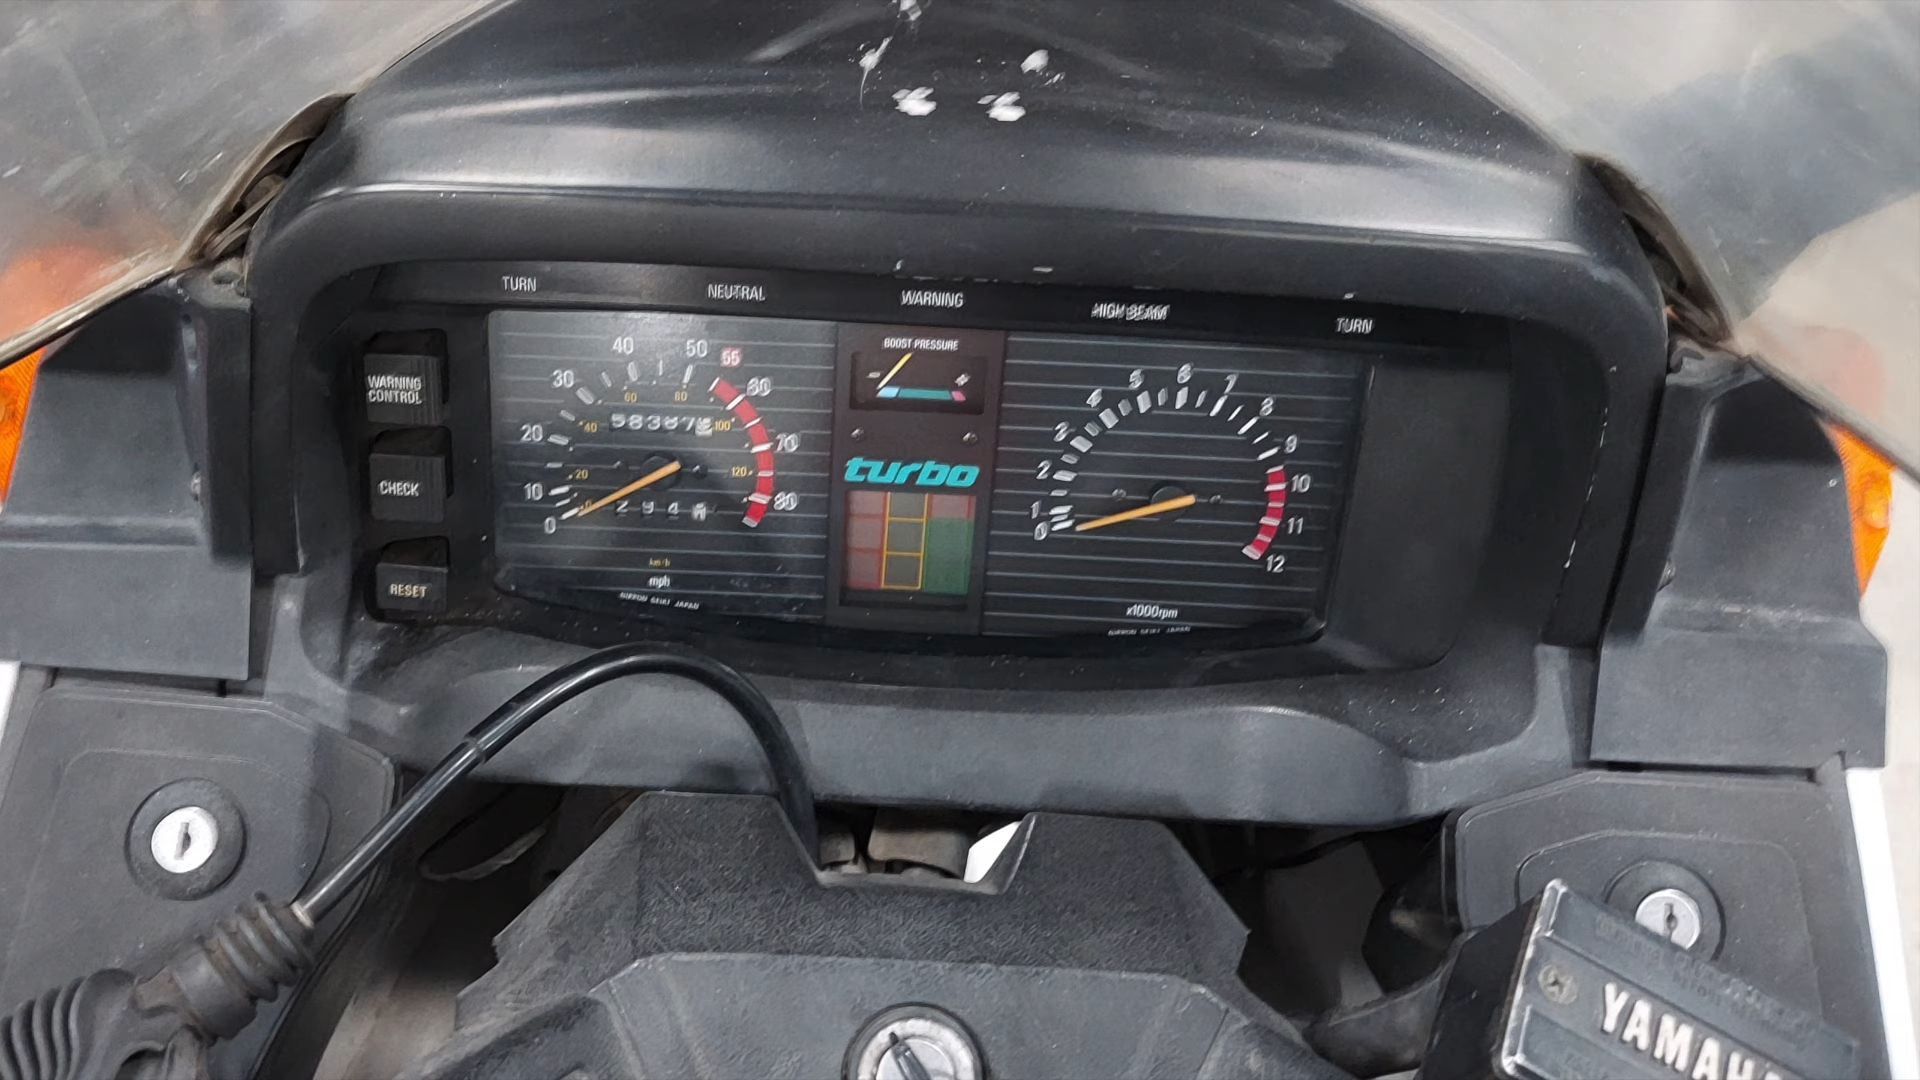 TURN
NEUTRAL
WARNING
HIGH BEAM
TURN
WARNING
CONTROL
CHECK
RESET
0
10
20
30
40
50
55
60
70
80
0
20
40
60
80
100
120
km/h
mph
NIPPON SEIKI JAPAN
BOOST PRESSURE
turbo
0
1
2
3
4
5
6
7
8
9
10
11
12
x1000rpm
NIPPON SEIKI JAPAN
YAMAHA